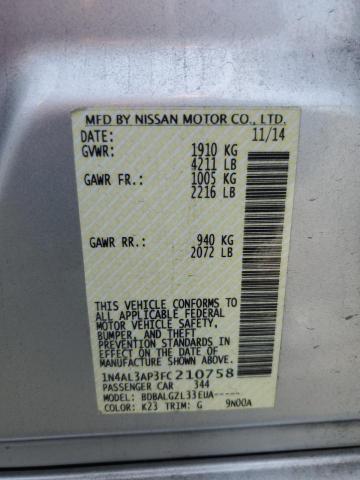 MFD BY NISSAN MOTOR CO., LTD.
DATE: 11/14
GVWR: 1910 KG
4211 LB
GAWR FR.: 1005 KG
2216 LB
GAWR RR.: 940 KG
2072 LB
THIS VEHICLE CONFORMS TO
ALL APPLICABLE FEDERAL
MOTOR VEHICLE SAFETY,
BUMPER, AND THEFT
PREVENTION STANDARDS IN
EFFECT ON THE DATE OF
MANUFACTURE SHOWN ABOVE.
1N4AL3AP3FC210758
PASSENGER CAR 344
MODEL: BDBALGZL33EUA-----
COLOR: K23 TRIM: G 9N00A